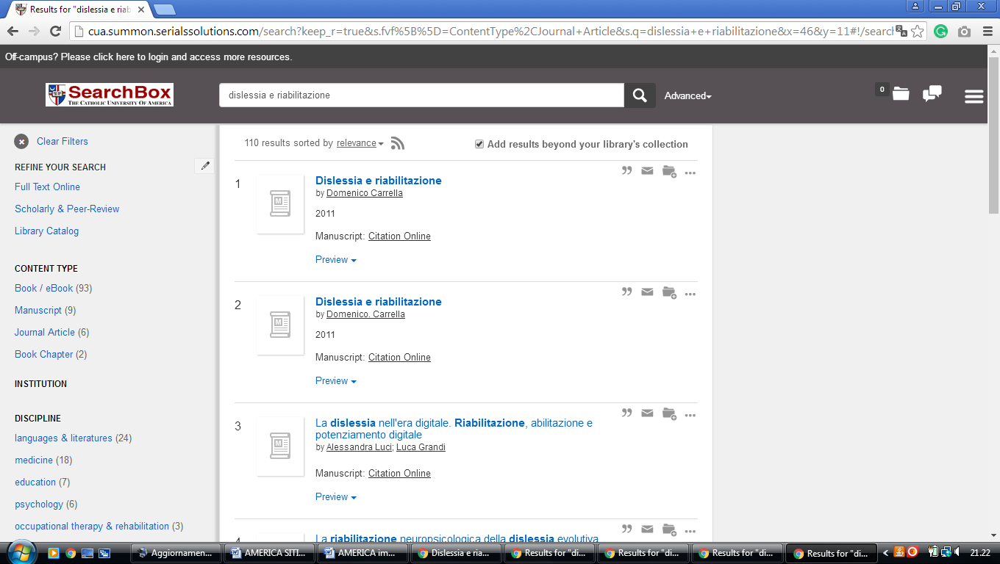 Results for "dislessia e riab
cua.summon.serialssolutions.com/search?keep_r=true&s.fvf%5B%5D=ContentType%2CJournal+Article&s.q=dislessia+e+riabilitazione&x=46&y=11#!/search
Off-campus? Please click here to login and access more resources.
SearchBox
THE CATHOLIC UNIVERSITY OF AMERICA
dislessia e riabilitazione
Advanced
0
Clear Filters
REFINE YOUR SEARCH
Full Text Online
Scholarly & Peer-Review
Library Catalog
CONTENT TYPE
Book / eBook (93)
Manuscript (9)
Journal Article (6)
Book Chapter (2)
INSTITUTION
DISCIPLINE
languages & literatures (24)
medicine (18)
education (7)
psychology (6)
occupational therapy & rehabilitation (3)
110 results sorted by relevance
Add results beyond your library's collection
1
Dislessia e riabilitazione
by Domenico Carrella
2011
Manuscript: Citation Online
Preview
2
Dislessia e riabilitazione
by Domenico. Carrella
2011
Manuscript: Citation Online
Preview
3
La dislessia nell'era digitale. Riabilitazione, abilitazione e
potenziamento digitale
by Alessandra Luci; Luca Grandi
Manuscript: Citation Online
Preview
4
La riabilitazione neuropsicologica della dislessia evolutiva
Aggiornamen...
AMERICA SITI...
AMERICA im...
Dislessia e ria...
Results for "di...
Results for "di...
Results for "di...
Results for "di...
21.22